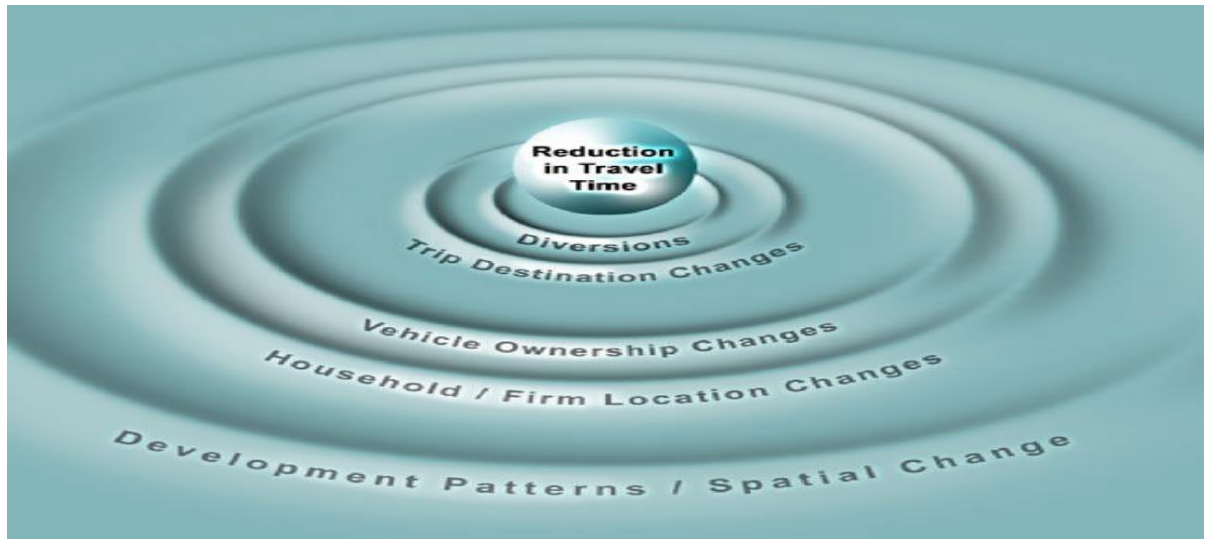 Reduction
in Travel
Time
Diversions
Trip Destination Changes
Vehicle Ownership Changes
Household / Firm Location Changes
Development Patterns / Spatial Change